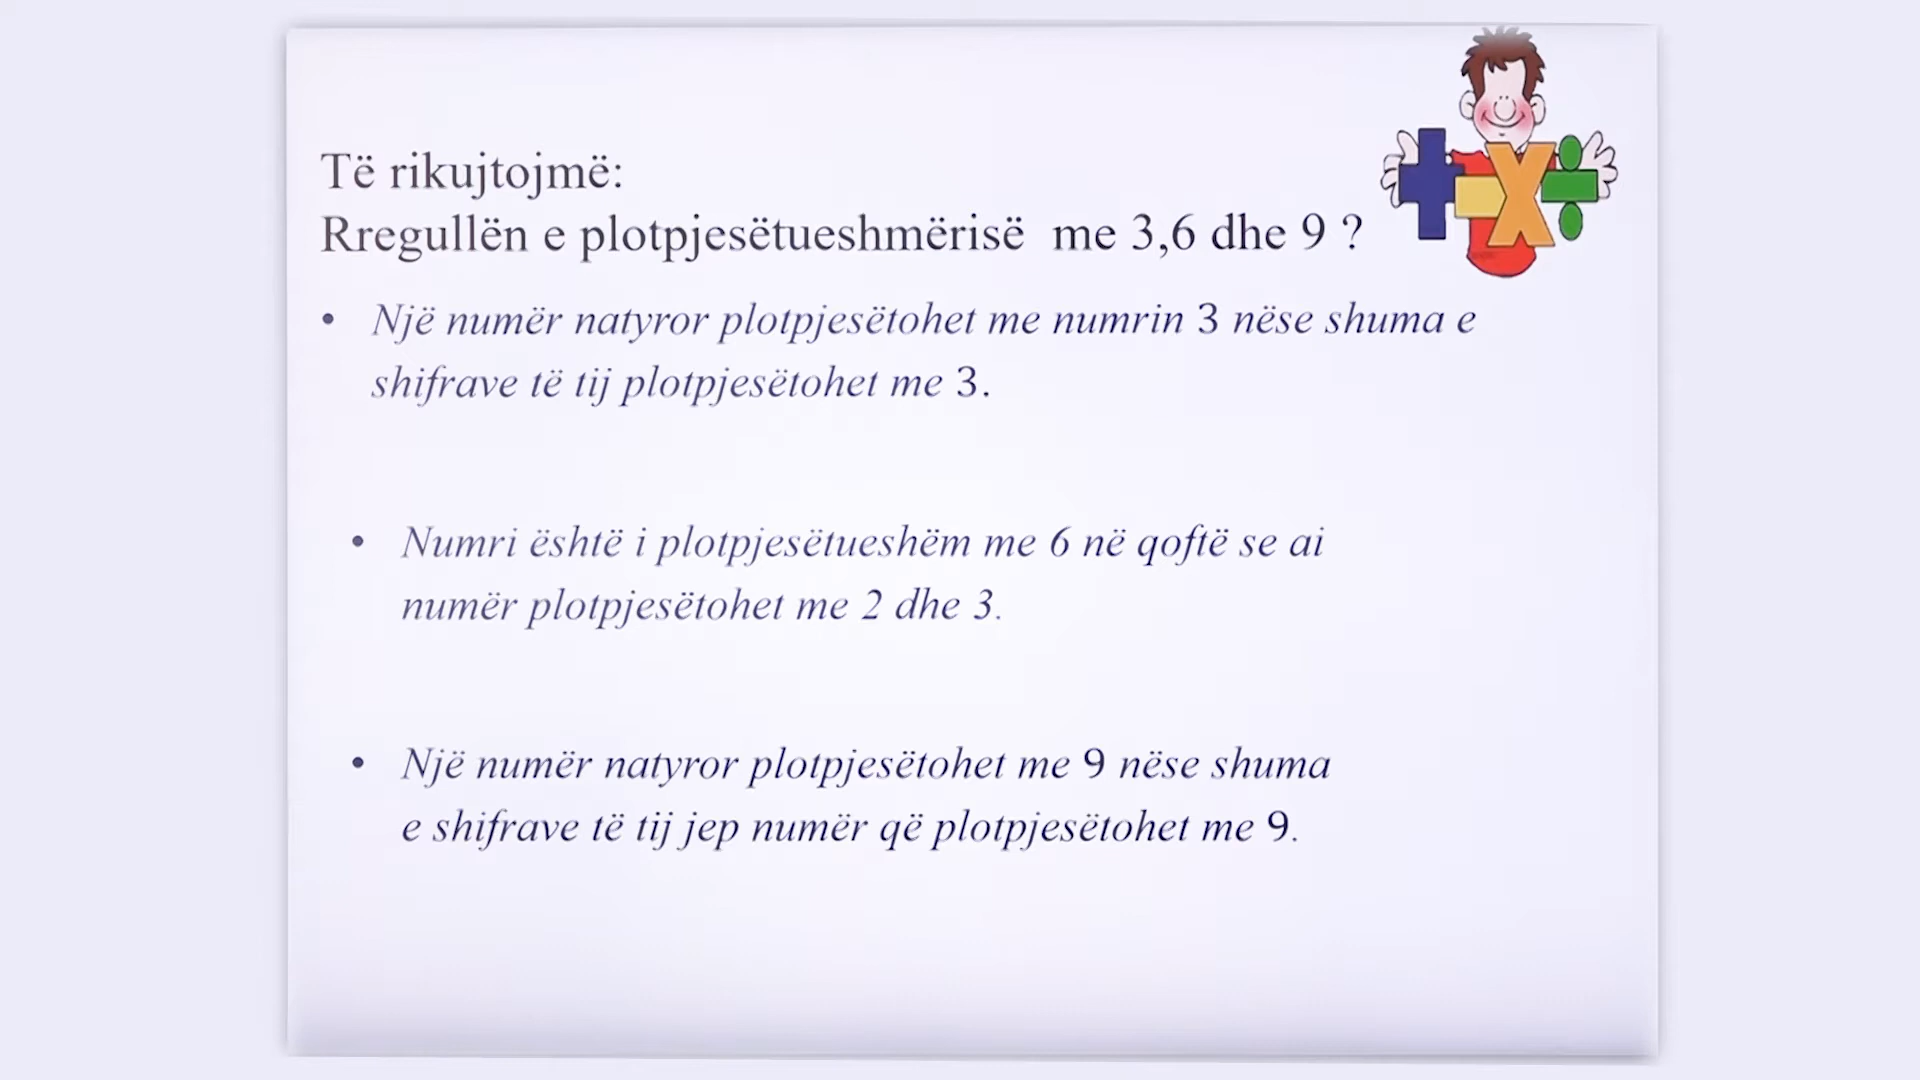 Të rikujtojmë:
Rregullën e plotpjesëtueshmërisë me 3,6 dhe 9 ?
• Një numër natyror plotpjesëtohet me numrin 3 nëse shuma e
shifrave të tij plotpjesëtohet me 3.
• Numri është i plotpjesëtueshëm me 6 në qoftë se ai
numër plotpjesëtohet me 2 dhe 3.
• Një numër natyror plotpjesëtohet me 9 nëse shuma
e shifrave të tij jep numër që plotpjesëtohet me 9.